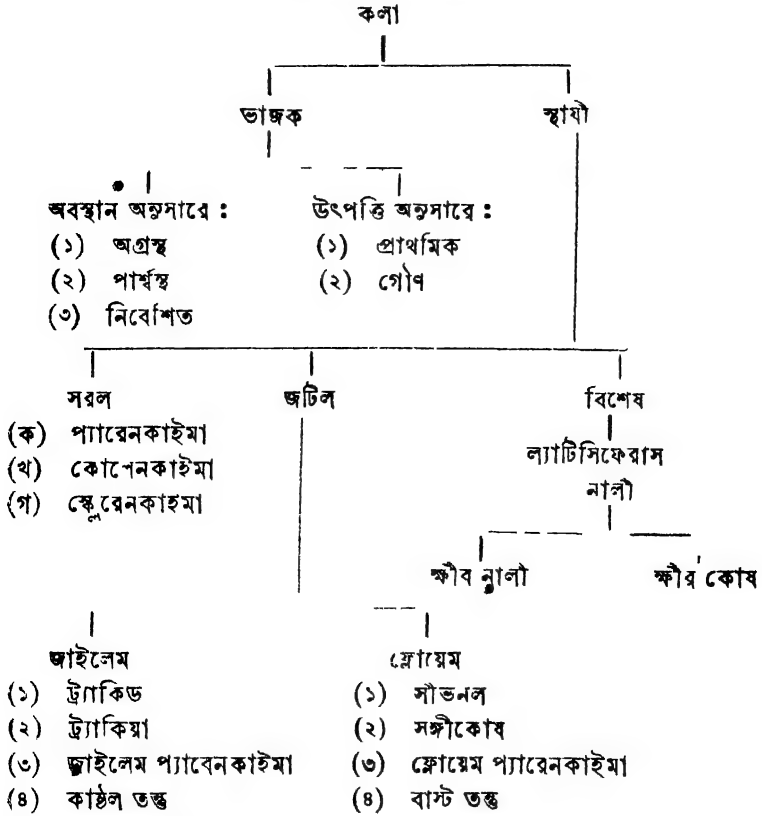 কলা
ভাজক স্থায়ী
অবস্থান অনুসারে : উৎপত্তি অনুসারে :
(১) অগ্রস্থ (১) প্রাথমিক
(২) পার্শ্বস্থ (২) গৌণ
(৩) নিবেশিত
সরল জটিল বিশেষ
(ক) প্যারেনকাইমা
(খ) কোলেনকাইমা
(গ) স্ক্লেরেনকাইমা
ল্যাটিসিফেরাস
নালী
ক্ষীর নালী ক্ষীর কোষ
জাইলেম ফ্লোয়েম
(১) ট্র্যাকিড (১) সীভনল
(২) ট্র্যাকিয়া (২) সঙ্গীকোষ
(৩) জাইলেম প্যারেনকাইমা (৩) ফ্লোয়েম প্যারেনকাইমা
(৪) কাষ্ঠল তন্তু (৪) বাস্ট তন্তু